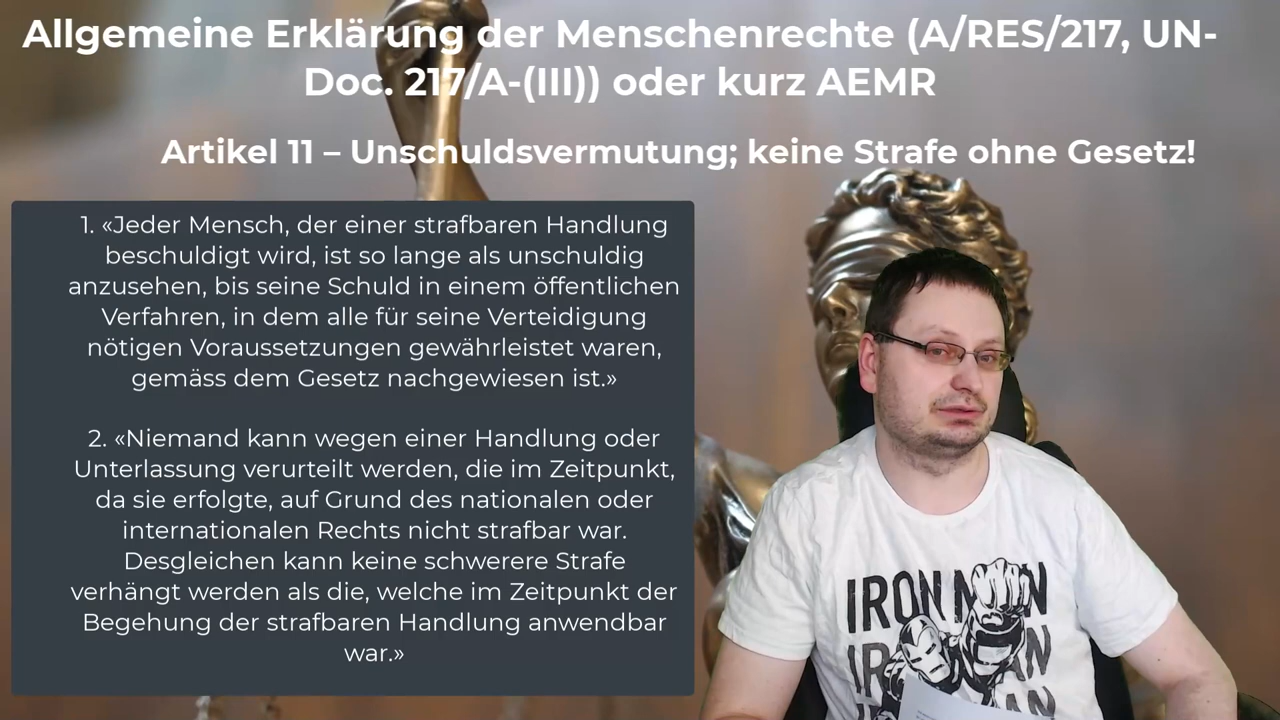 Allgemeine Erklärung der Menschenrechte (A/RES/217, UN-
Doc. 217/A-(III)) oder kurz AEMR
Artikel 11 – Unschuldsvermutung; keine Strafe ohne Gesetz!
1. «Jeder Mensch, der einer strafbaren Handlung
beschuldigt wird, ist so lange als unschuldig
anzusehen, bis seine Schuld in einem öffentlichen
Verfahren, in dem alle für seine Verteidigung
nötigen Voraussetzungen gewährleistet waren,
gemäss dem Gesetz nachgewiesen ist.»
2. «Niemand kann wegen einer Handlung oder
Unterlassung verurteilt werden, die im Zeitpunkt,
da sie erfolgte, auf Grund des nationalen oder
internationalen Rechts nicht strafbar war.
Desgleichen kann keine schwerere Strafe
verhängt werden als die, welche im Zeitpunkt der
Begehung der strafbaren Handlung anwendbar
war.»
IRON MAN